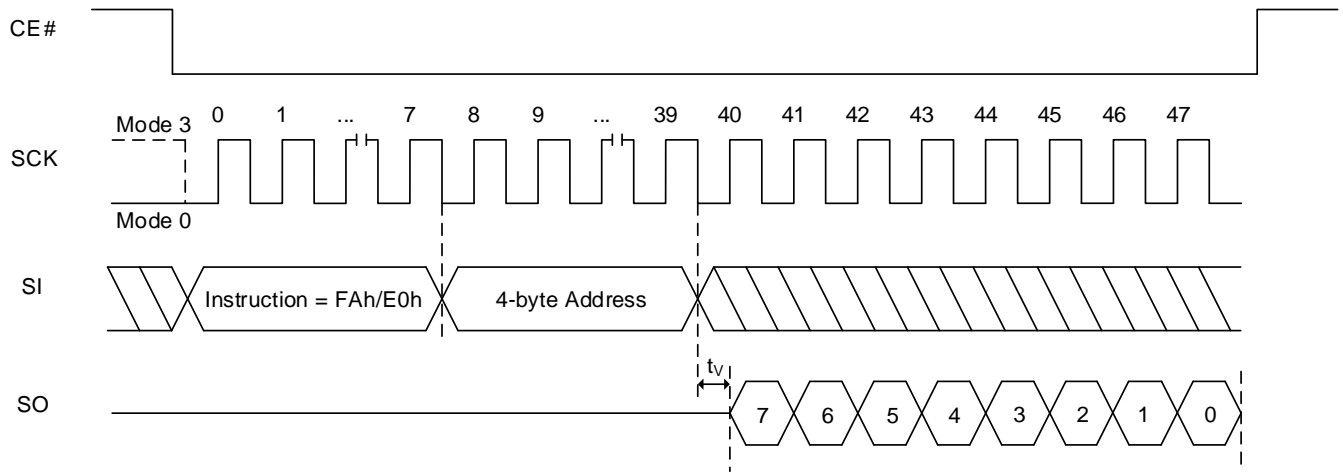 CE#
0 1 ... 7 8 9 ... 39 40 41 42 43 44 45 46 47
Mode 3
SCK
Mode 0
SI
Instruction = FAh/E0h
4-byte Address
tV
SO
7 6 5 4 3 2 1 0